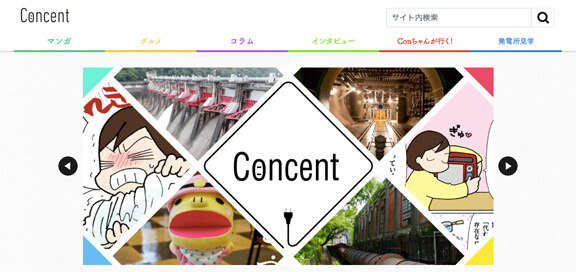 Concent
サイト内検索
マンガ
グルメ
コラム
インタビュー
Conちゃんが行く!
発電所見学
Concent
ぎゅ